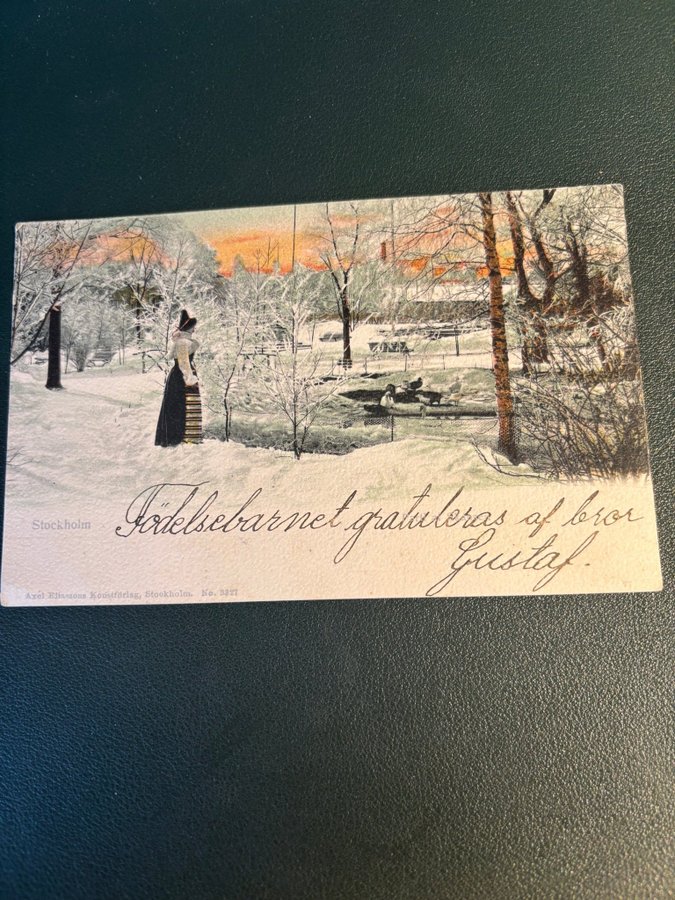 Stockholm
Födelsebarnet gratuleras af bror
Gustaf.
Axel Eliassons Konstförlag, Stockholm. No. 3327